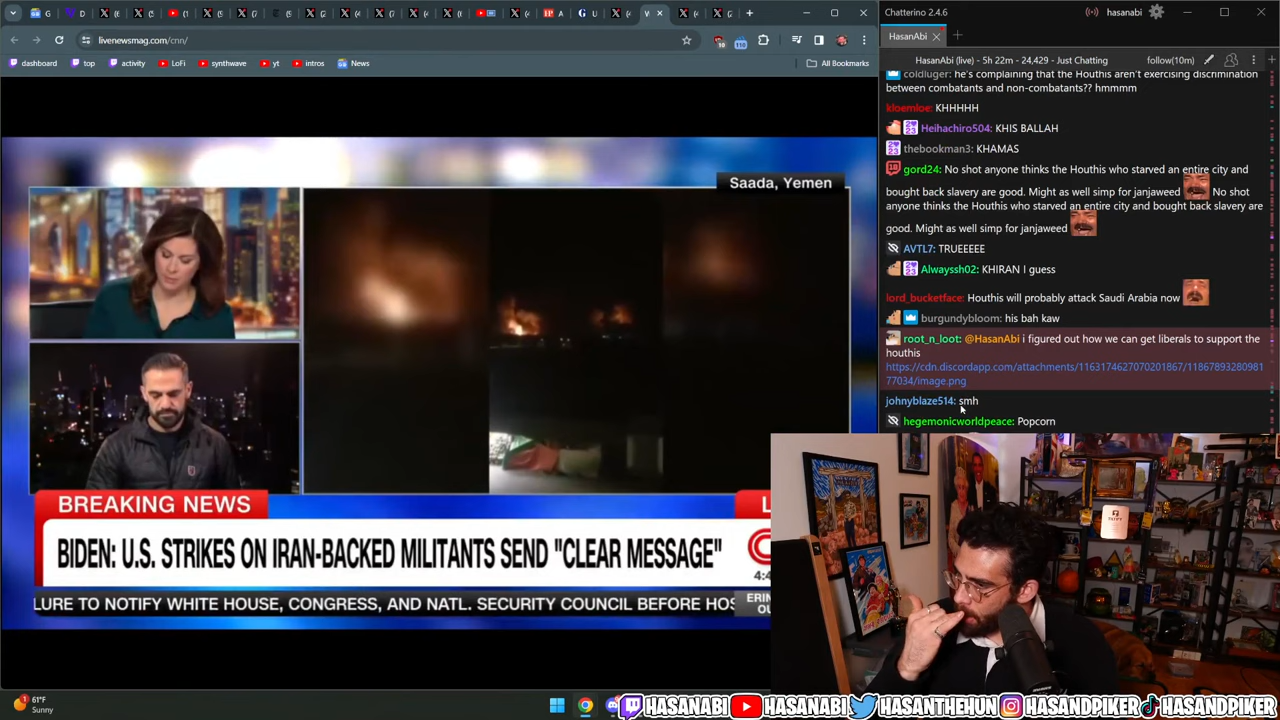 livenewsmag.com/cnn/
dashboard
top
activity
LoFi
synthwave
yt
intros
News
All Bookmarks
Saada, Yemen
BREAKING NEWS
BIDEN: U.S. STRIKES ON IRAN-BACKED MILITANTS SEND "CLEAR MESSAGE"
LURE TO NOTIFY WHITE HOUSE, CONGRESS, AND NATL. SECURITY COUNCIL BEFORE HOS
Chatterino 2.4.6
hasanabi
HasanAbi
HasanAbi (live) - 5h 22m - 24,429 - Just Chatting
follow(10m)
coldluger: he's complaining that the Houthis aren't exercising discrimination
between combatants and non-combatants?? hmmmm
kloemloe: KHHHHH
Heihachiro504: KHIS BALLAH
thebookman3: KHAMAS
gord24: No shot anyone thinks the Houthis who starved an entire city and
bought back slavery are good. Might as well simp for janjaweed No shot
anyone thinks the Houthis who starved an entire city and bought back slavery are
good. Might as well simp for janjaweed
AVTL7: TRUEEEEE
Alwayssh02: KHIRAN I guess
lord_bucketface: Houthis will probably attack Saudi Arabia now
burgundybloom: his bah kaw
root_n_loot: @HasanAbi i figured out how we can get liberals to support the
houthis
https://cdn.discordapp.com/attachments/1163174627070201867/11867893280981
77034/image.png
johnyblaze514: smh
hegemonicworldpeace: Popcorn
61°F
Sunny
HASANABI
HASANABI
HASANTHEHUN
HASANDPIKER
HASANDPIKER